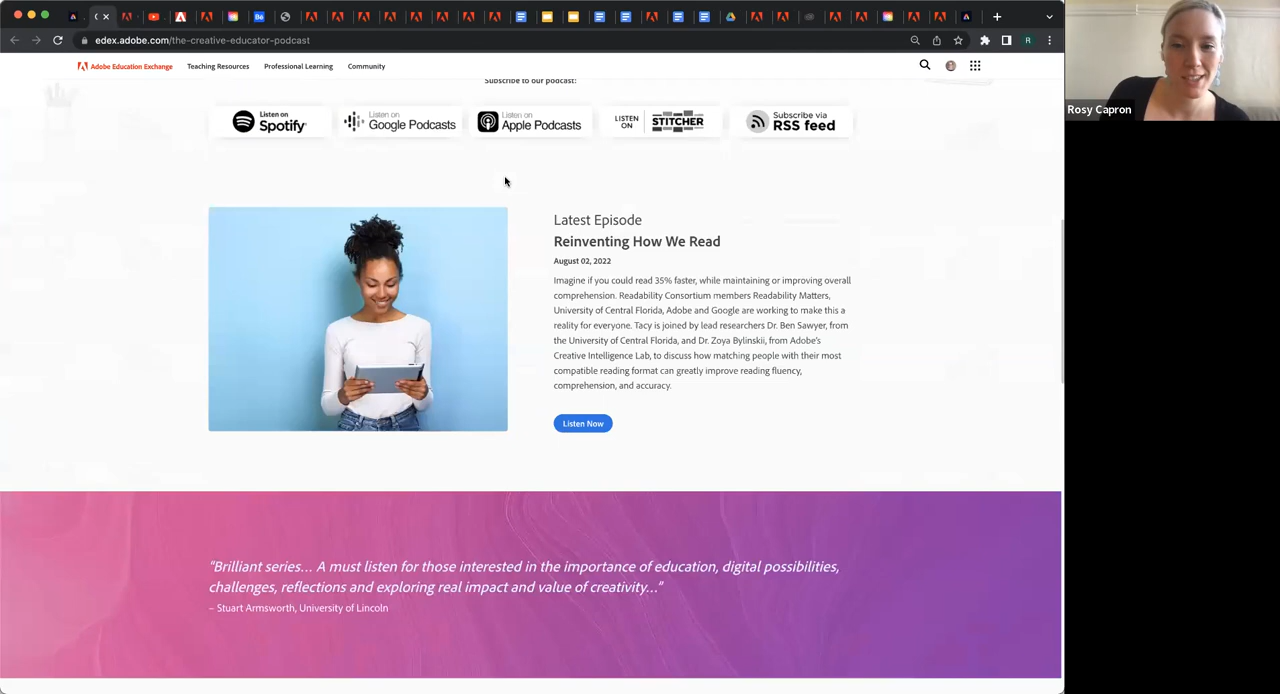 edex.adobe.com/the-creative-educator-podcast
R
Adobe Education Exchange
Teaching Resources
Professional Learning
Community
Rosy Capron
Subscribe to our podcast:
Listen on
Spotify
Listen on
Google Podcasts
Listen on
Apple Podcasts
LISTEN
ON
STITCHER
Subscribe via
RSS feed
Latest Episode
Reinventing How We Read
August 02, 2022
Imagine if you could read 35% faster, while maintaining or improving overall
comprehension. Readability Consortium members Readability Matters,
University of Central Florida, Adobe and Google are working to make this a
reality for everyone. Tacy is joined by lead researchers Dr. Ben Sawyer, from
the University of Central Florida, and Dr. Zoya Bylinskii, from Adobe's
Creative Intelligence Lab, to discuss how matching people with their most
compatible reading format can greatly improve reading fluency,
comprehension, and accuracy.
Listen Now
"Brilliant series… A must listen for those interested in the importance of education, digital possibilities,
challenges, reflections and exploring real impact and value of creativity…"
– Stuart Armsworth, University of Lincoln